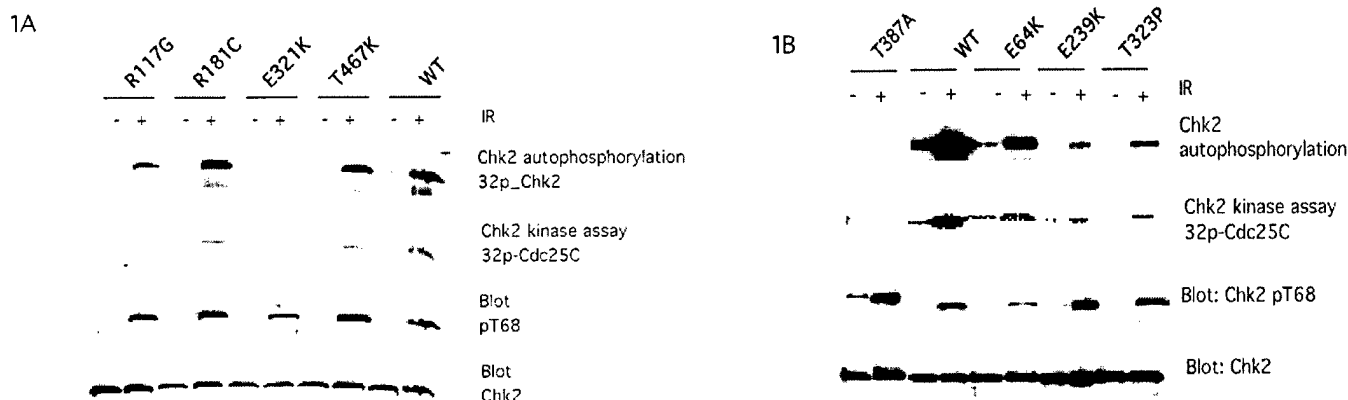 1A
R117G R181C E321K T467K WT
- + - + - + - + - + IR
Chk2 autophosphorylation
32p_Chk2
Chk2 kinase assay
32p-Cdc25C
Blot
pT68
Blot
Chk2
1B
T387A WT E64K E239K T323P
- + - + - + - + - + IR
Chk2
autophosphorylation
Chk2 kinase assay
32p-Cdc25C
Blot: Chk2 pT68
Blot: Chk2